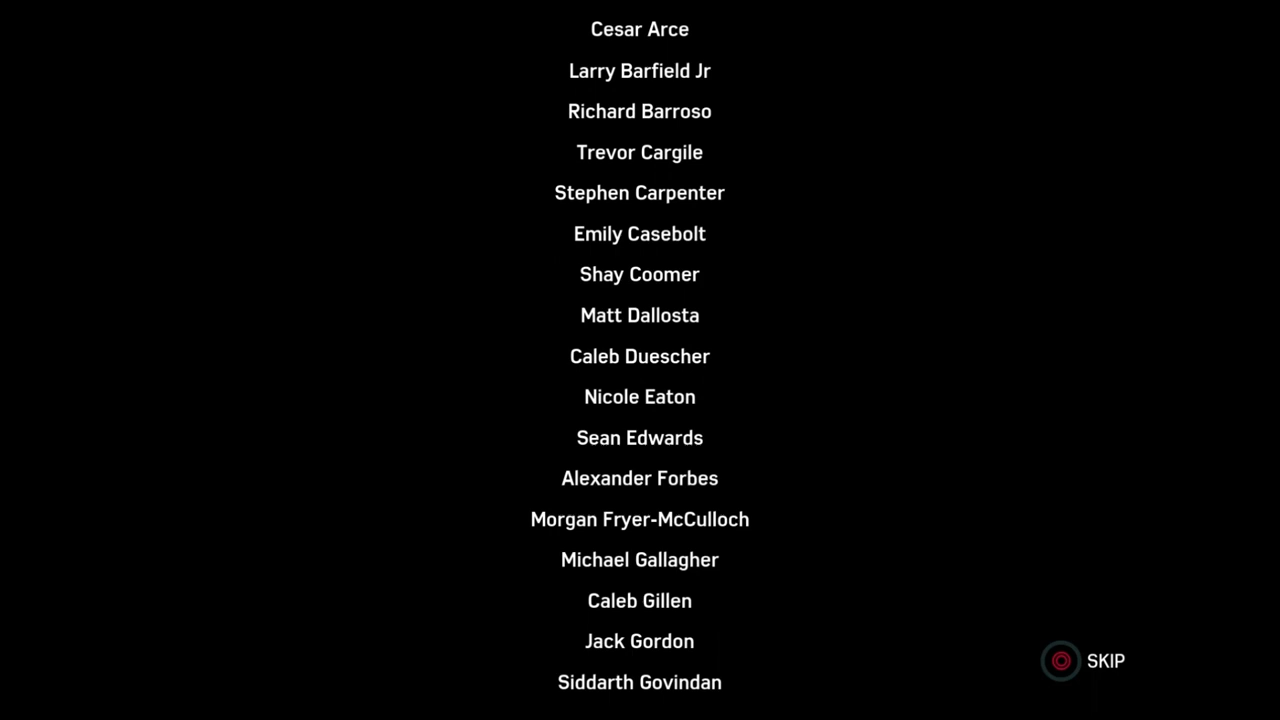 Cesar Arce
Larry Barfield Jr
Richard Barroso
Trevor Cargile
Stephen Carpenter
Emily Casebolt
Shay Coomer
Matt Dallosta
Caleb Duescher
Nicole Eaton
Sean Edwards
Alexander Forbes
Morgan Fryer-McCulloch
Michael Gallagher
Caleb Gillen
Jack Gordon
SKIP
Siddarth Govindan